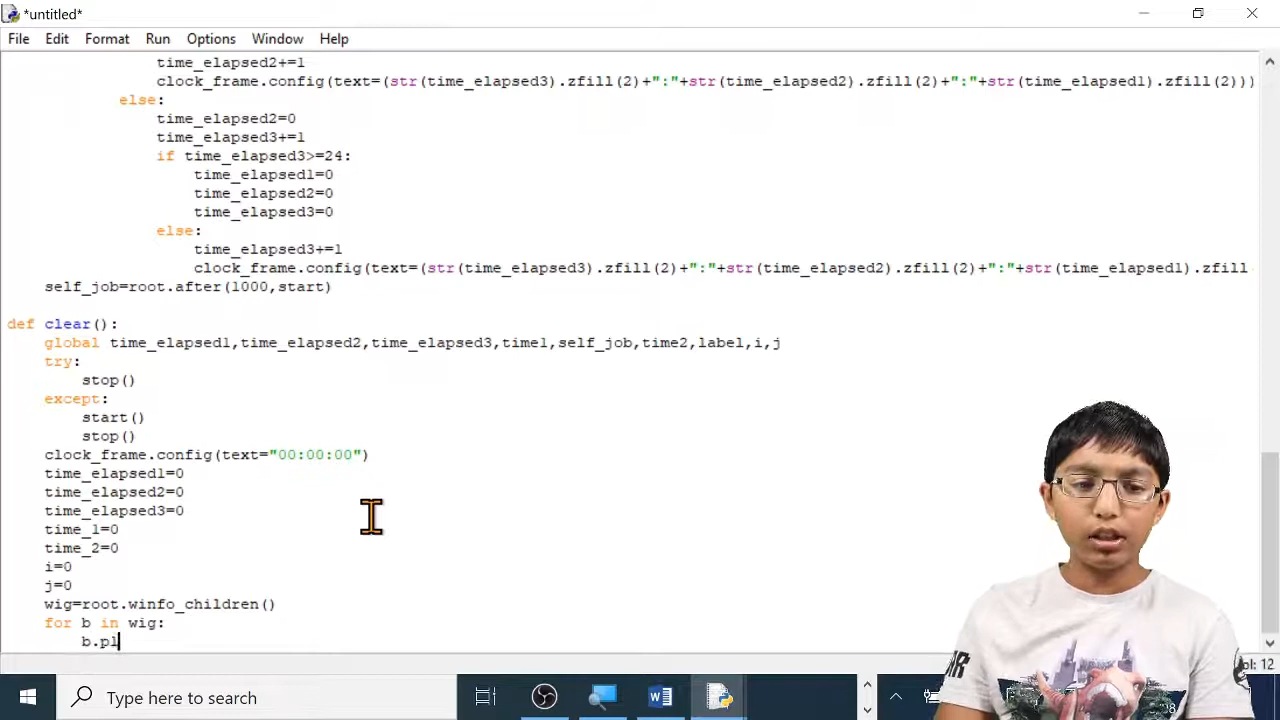 *untitled*
File Edit Format Run Options Window Help
time_elapsed2+=1
clock_frame.config(text=(str(time_elapsed3).zfill(2)+":"+str(time_elapsed2).zfill(2)+":"+str(time_elapsed1).zfill(2)))
else:
time_elapsed2=0
time_elapsed3+=1
if time_elapsed3>=24:
time_elapsed1=0
time_elapsed2=0
time_elapsed3=0
else:
time_elapsed3+=1
clock_frame.config(text=(str(time_elapsed3).zfill(2)+":"+str(time_elapsed2).zfill(2)+":"+str(time_elapsed1).zfill
self_job=root.after(1000,start)
def clear():
global time_elapsed1,time_elapsed2,time_elapsed3,time1,self_job,time2,label,i,j
try:
stop()
except:
start()
stop()
clock_frame.config(text="00:00:00")
time_elapsed1=0
time_elapsed2=0
time_elapsed3=0
time_1=0
time_2=0
i=0
j=0
wig=root.winfo_children()
for b in wig:
b.pl
ol: 12
Type here to search